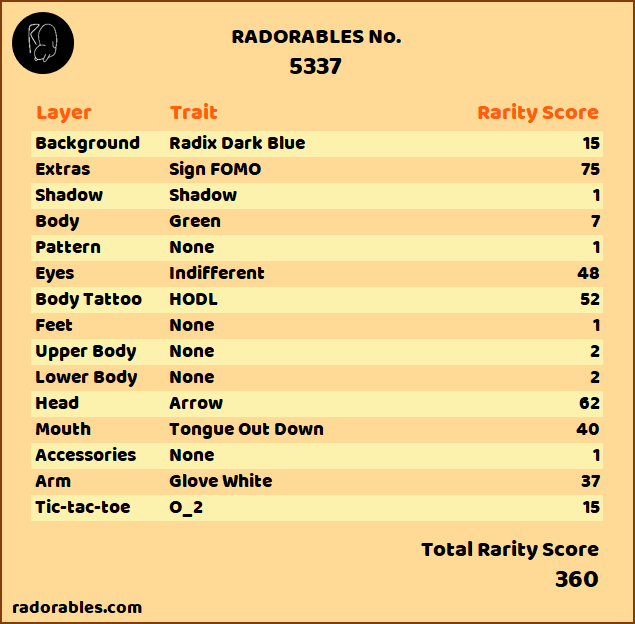 RADORABLES No.
5337
Layer Trait Rarity Score
Background Radix Dark Blue 15
Extras Sign FOMO 75
Shadow Shadow 1
Body Green 7
Pattern None 1
Eyes Indifferent 48
Body Tattoo HODL 52
Feet None 1
Upper Body None 2
Lower Body None 2
Head Arrow 62
Mouth Tongue Out Down 40
Accessories None 1
Arm Glove White 37
Tic-tac-toe O_2 15
Total Rarity Score
360
radorables.com